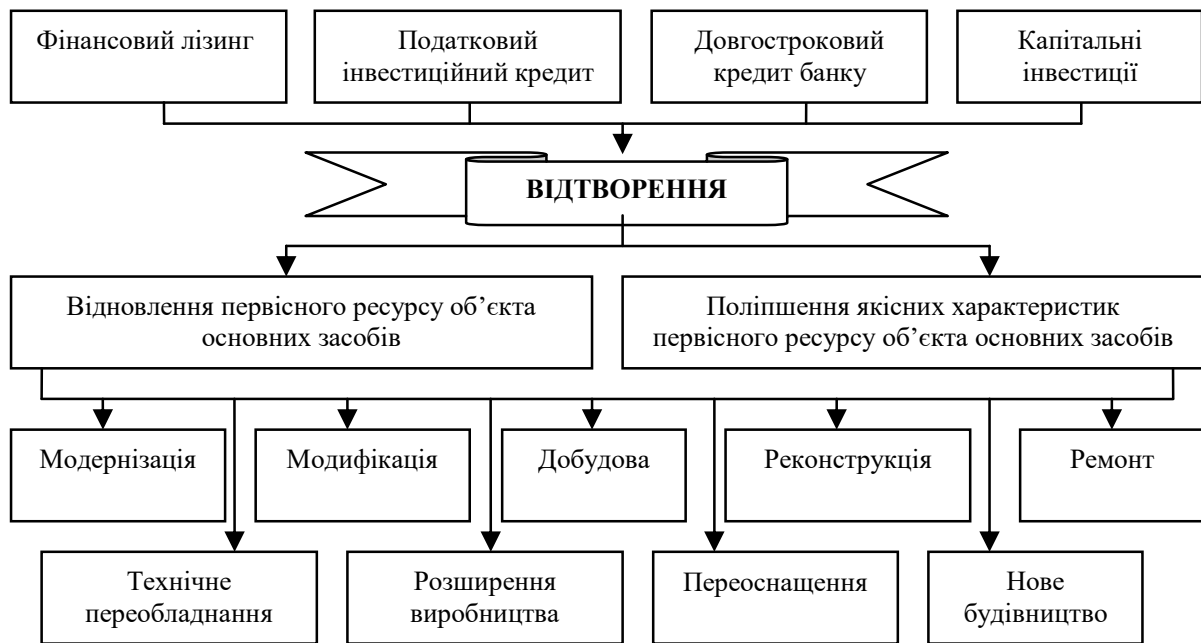 Фінансовий лізинг
Податковий
інвестиційний кредит
Довгостроковий
кредит банку
Капітальні
інвестиції
ВІДТВОРЕННЯ
Відновлення первісного ресурсу об’єкта
основних засобів
Поліпшення якісних характеристик
первісного ресурсу об’єкта основних засобів
Модернізація
Модифікація
Добудова
Реконструкція
Ремонт
Технічне
переобладнання
Розширення
виробництва
Переоснащення
Нове
будівництво